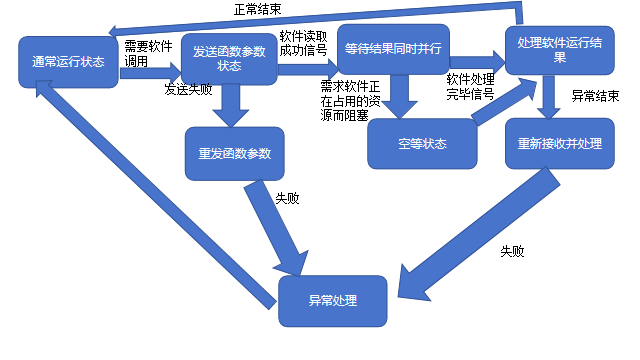 正常结束
通常运行状态
需要软件
调用
发送函数参数
状态
软件读取
成功信号
等待结果同时并行
处理软件运行结
果
发送失败
需求软件正
在占用的资
源而阻塞
软件处理
完毕信号
异常结束
重发函数参数
空等状态
重新接收并处理
失败
失败
异常处理